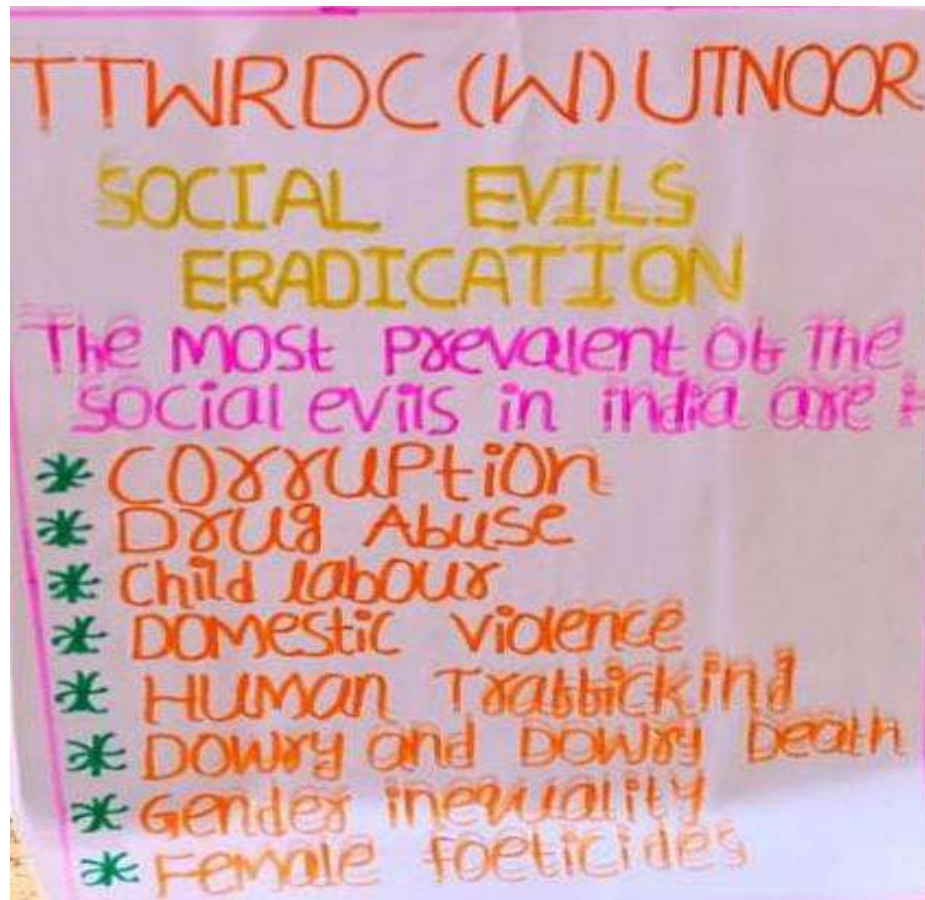 TTWRDC (W) UTNOOR
SOCIAL EVILS
ERADICATION
The MOST Prevalent Of The
SOCial evils in india are :
* CORRUPtiOn
* DRUg AbUSe
* Child labour
* DOMestic violence
* HUMan Trafficking
* DOWry and DOWry Death
* Gender inequality
* FeMale foeticides